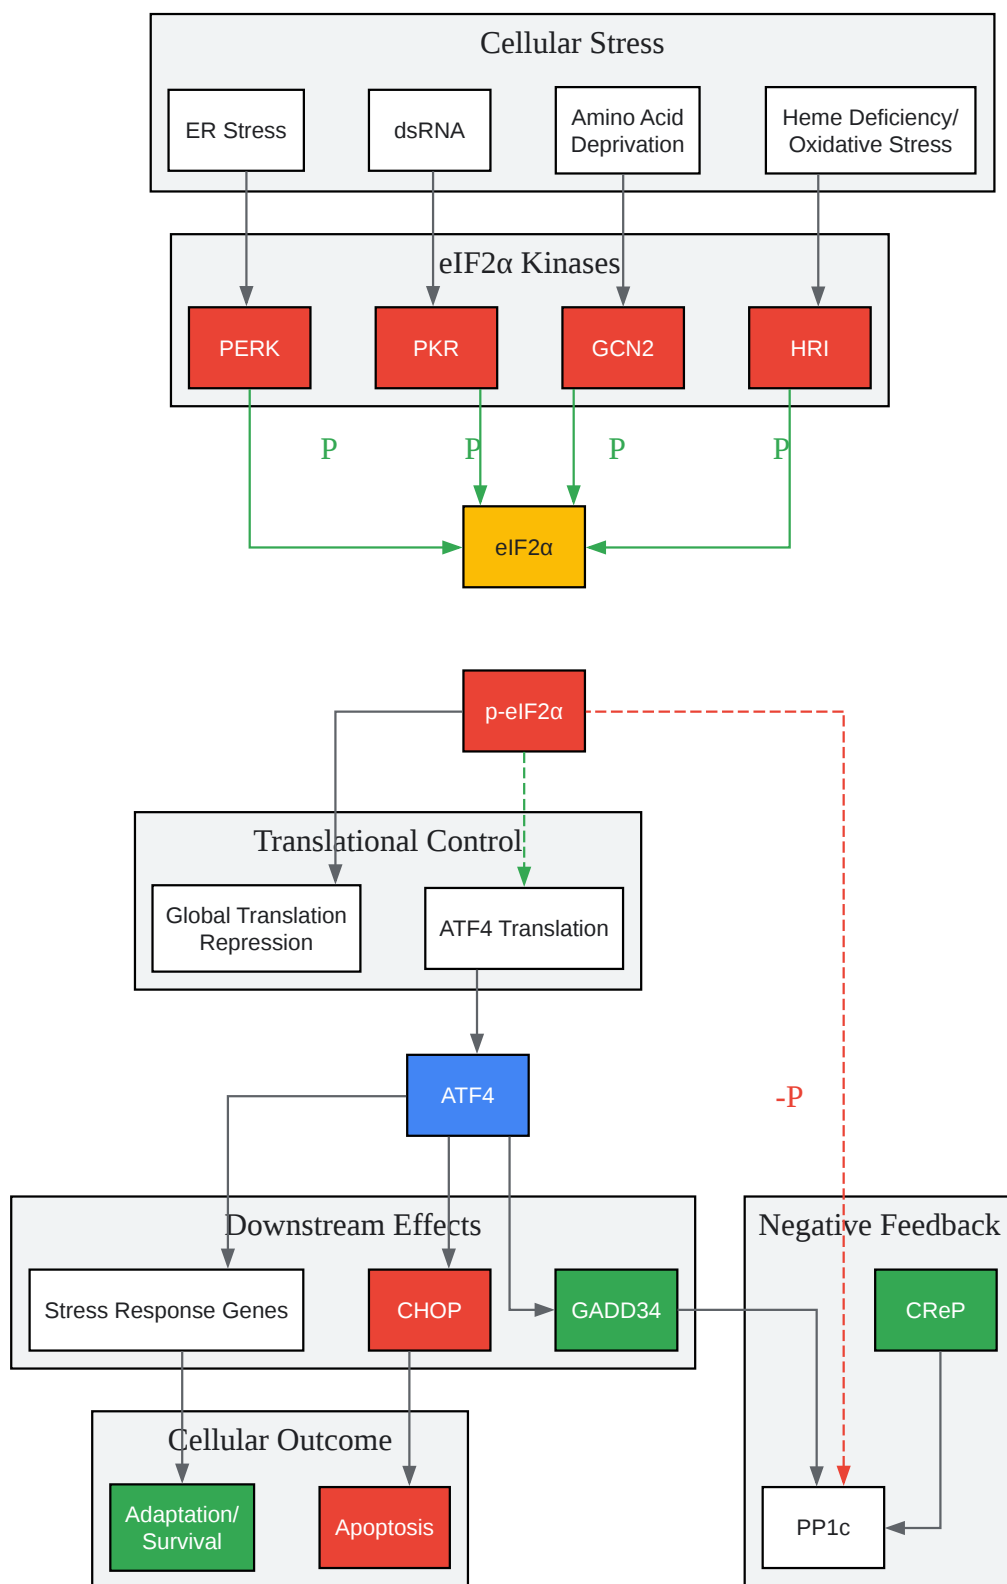 Cellular Stress
ER Stress
dsRNA
Amino Acid
Deprivation
Heme Deficiency/
Oxidative Stress
eIF2α Kinases
PERK
PKR
GCN2
HRI
P
P
P
P
eIF2α
p-eIF2α
Translational Control
Global Translation
Repression
ATF4 Translation
ATF4
-P
Downstream Effects
Negative Feedback
Stress Response Genes
CHOP
GADD34
CReP
Cellular Outcome
Adaptation/
Survival
Apoptosis
PP1c